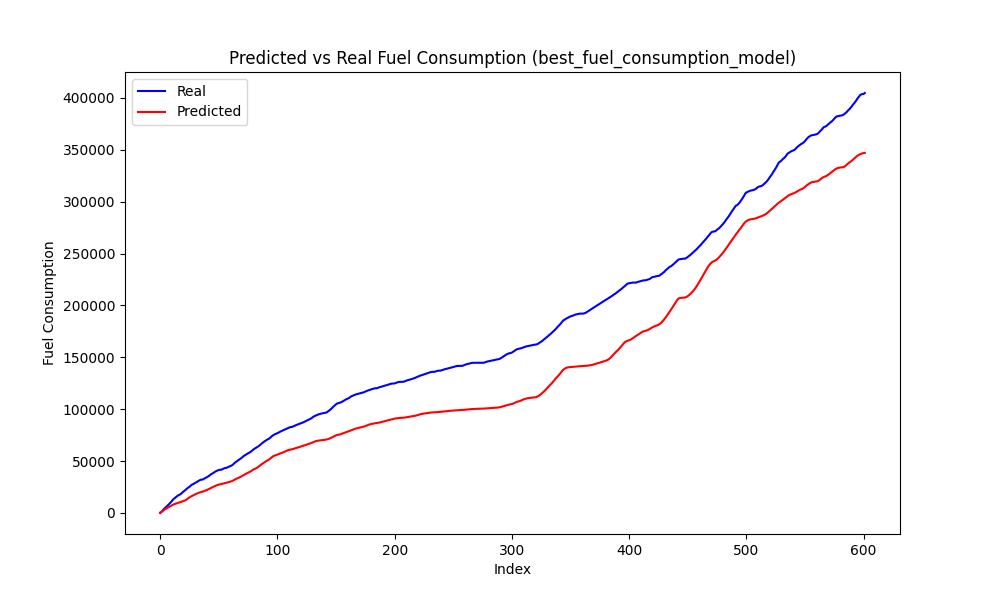 Predicted vs Real Fuel Consumption (best_fuel_consumption_model)
Real
Predicted
400000
350000
300000
250000
200000
150000
100000
50000
0
Fuel Consumption
0 100 200 300 400 500 600
Index